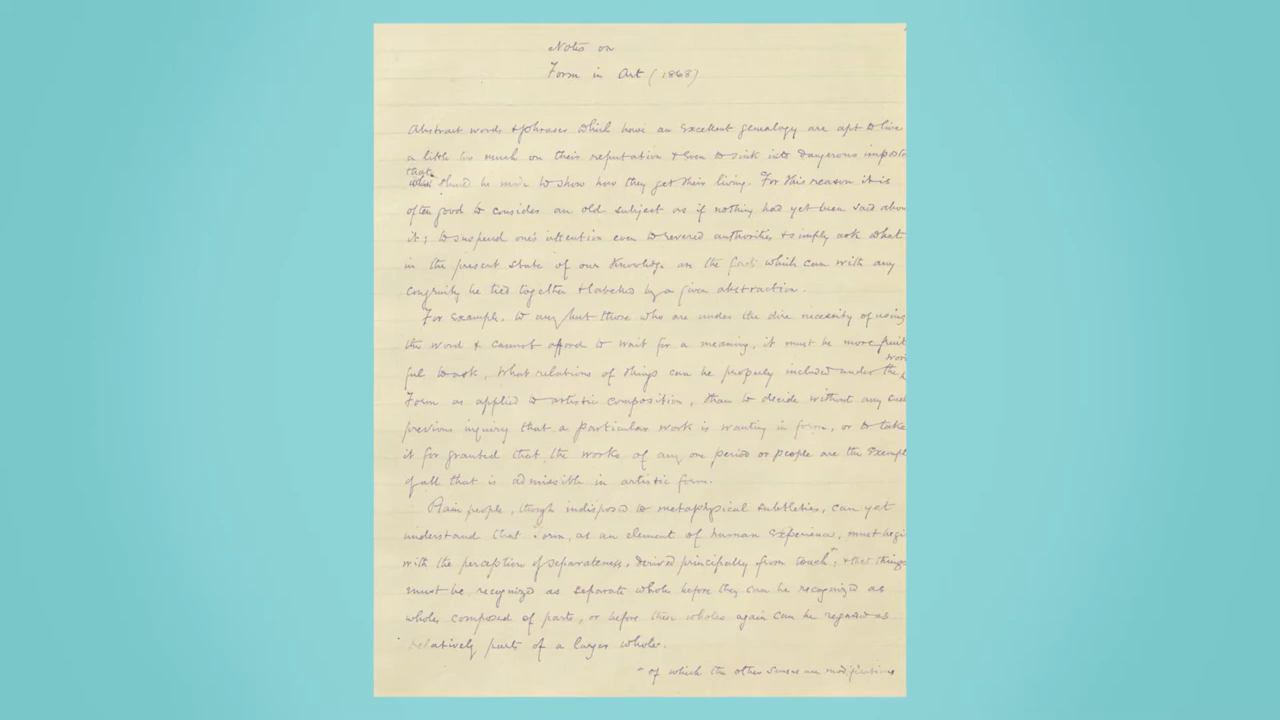 Notes on
Form in Art (1868)
Abstract words & phrases which have an excellent genealogy are apt to live
a little too much on their reputation & even to sink into dangerous impost
that
should be made to show how they get their living. For this reason it is
often good to consider an old subject as if nothing had yet been said abou
it; to suspend one's attention even to revered authorities & simply ask what
in the present state of our knowledge are the facts which can with any
congruity be tied together & labeled by a given abstraction.
For example, to any but those who are under the dire necessity of using
the word & cannot afford to wait for a meaning, it must be more fruit
wor
ful to ask, What relations of things can be properly included under the
Form as applied to artistic composition, than to decide without any such
previous inquiry that a particular work is wanting in form, or to take
it for granted that the works of any one period or people are the exempl
of all that is admissible in artistic form.
Plain people, though indisposed to metaphysical subtleties, can yet
understand that Form, as an element of human experience, must begi
with the perception of separateness, derived principally from touch*; & that things
must be recognized as separate wholes before they can be recognized as
wholes composed of parts, or before these wholes again can be regarded as
relatively parts of a larger whole.
* of which the other senses are modifications